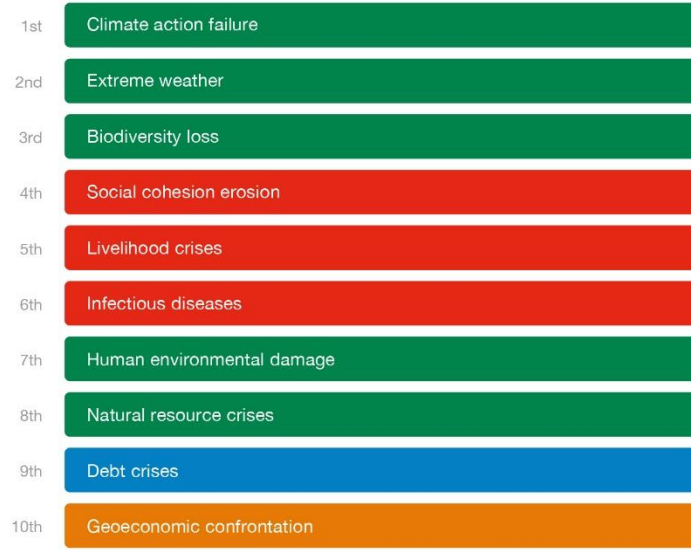 1st Climate action failure
2nd Extreme weather
3rd Biodiversity loss
4th Social cohesion erosion
5th Livelihood crises
6th Infectious diseases
7th Human environmental damage
8th Natural resource crises
9th Debt crises
10th Geoeconomic confrontation